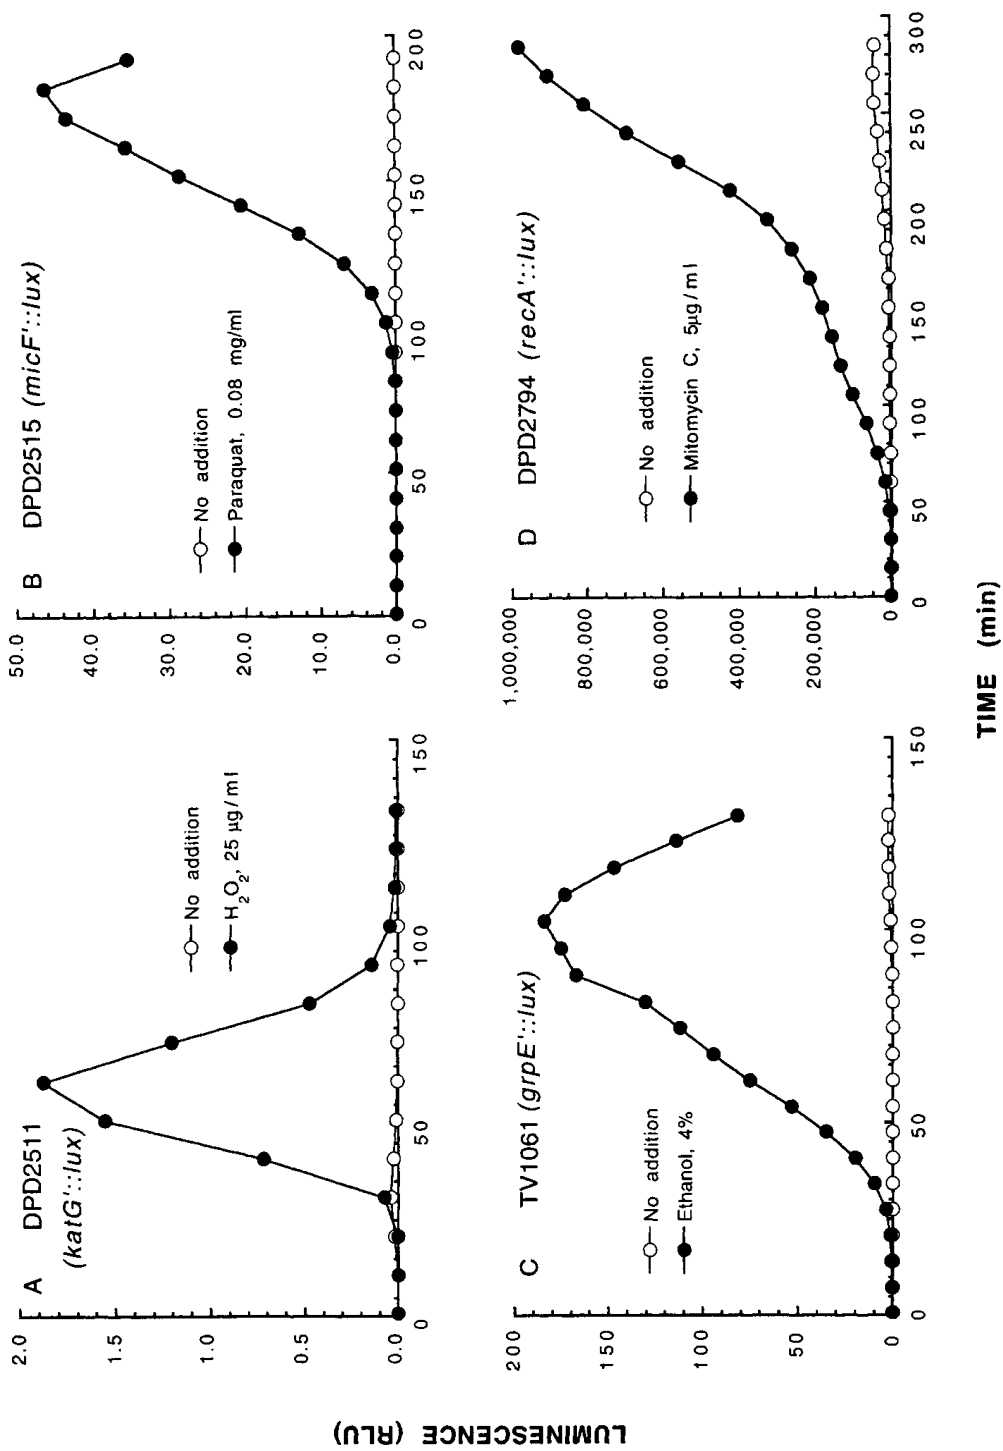 LUMINESCENCE (RLU)
A DPD2511
(katG'::lux)
No addition
H₂O₂, 25 µg/ml
2.0
1.5
1.0
0.5
0.0
0
50
100
150
B DPD2515 (micF'::lux)
No addition
Paraquat, 0.08 mg/ml
50.0
40.0
30.0
20.0
10.0
0.0
0
50
100
150
200
C TV1061 (grpE'::lux)
No addition
Ethanol, 4%
200
150
100
50
0
0
50
100
150
D DPD2794 (recA'::lux)
No addition
Mitomycin C, 5µg/ml
1,000,000
800,000
600,000
400,000
200,000
0
0
50
100
150
200
250
300
TIME (min)